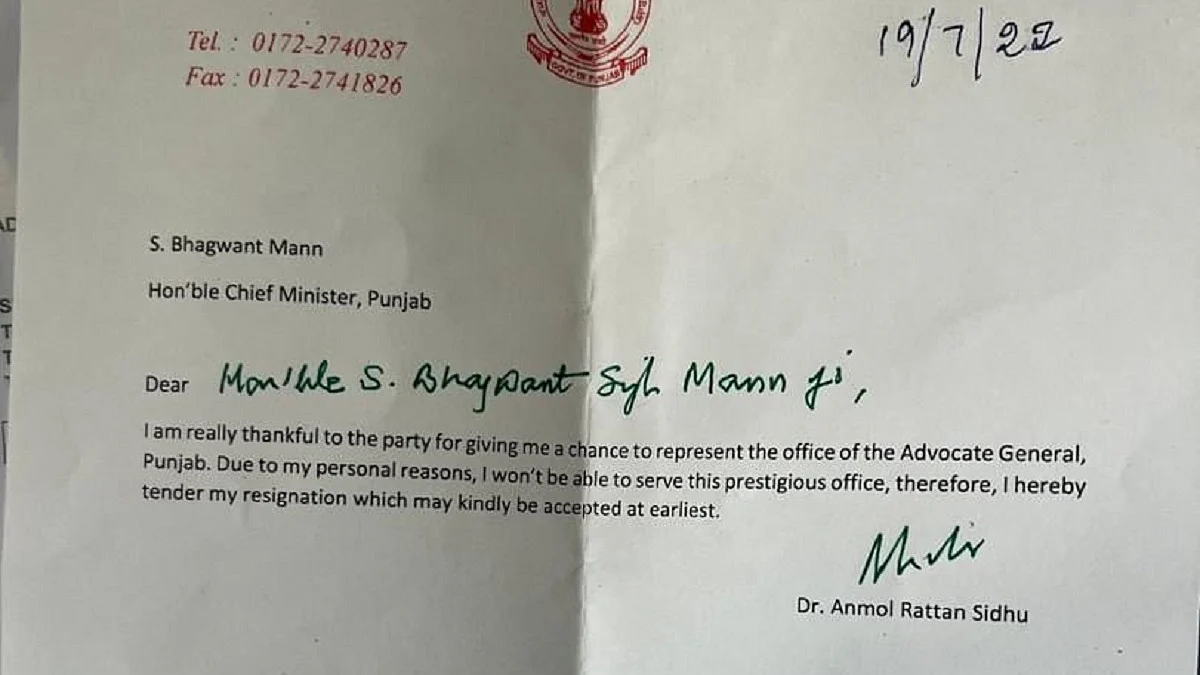 Tel. : 0172-2740287
Fax : 0172-2741826
GOVT. OF PUNJAB
19/7/22
S. Bhagwant Mann
Hon'ble Chief Minister, Punjab
Dear Hon'ble S. Bhagwant Singh Mann Ji,
I am really thankful to the party for giving me a chance to represent the office of the Advocate General,
Punjab. Due to my personal reasons, I won't be able to serve this prestigious office, therefore, I hereby
tender my resignation which may kindly be accepted at earliest.
Dr. Anmol Rattan Sidhu